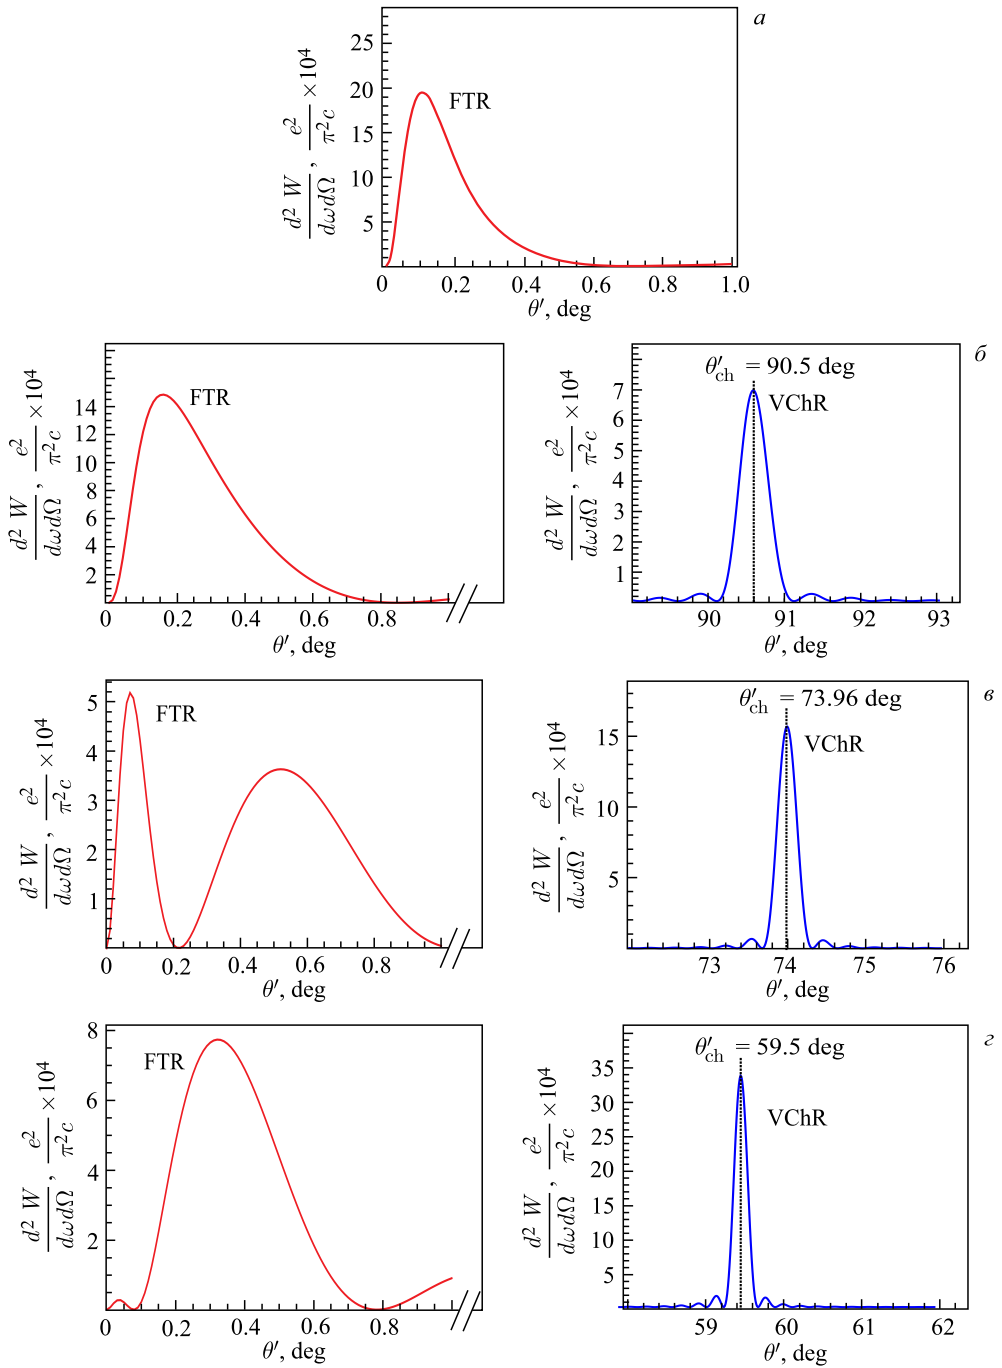 а
d² W / dωdΩ, e² / π²c ×10⁴
25
20
15
10
5
FTR
0 0.2 0.4 0.6 0.8 1.0
θ′, deg
б
d² W / dωdΩ, e² / π²c ×10⁴
14
12
10
8
6
4
2
FTR
0 0.2 0.4 0.6 0.8
θ′, deg
d² W / dωdΩ, e² / π²c ×10⁴
7
6
5
4
3
2
1
θ′ch = 90.5 deg
VChR
90 91 92 93
θ′, deg
в
d² W / dωdΩ, e² / π²c ×10⁴
5
4
3
2
1
FTR
0 0.2 0.4 0.6 0.8
θ′, deg
d² W / dωdΩ, e² / π²c ×10⁴
15
10
5
θ′ch = 73.96 deg
VChR
73 74 75 76
θ′, deg
г
d² W / dωdΩ, e² / π²c ×10⁴
8
6
4
2
FTR
0 0.2 0.4 0.6 0.8
θ′, deg
d² W / dωdΩ, e² / π²c ×10⁴
35
30
25
20
15
10
5
θ′ch = 59.5 deg
VChR
59 60 61 62
θ′, deg